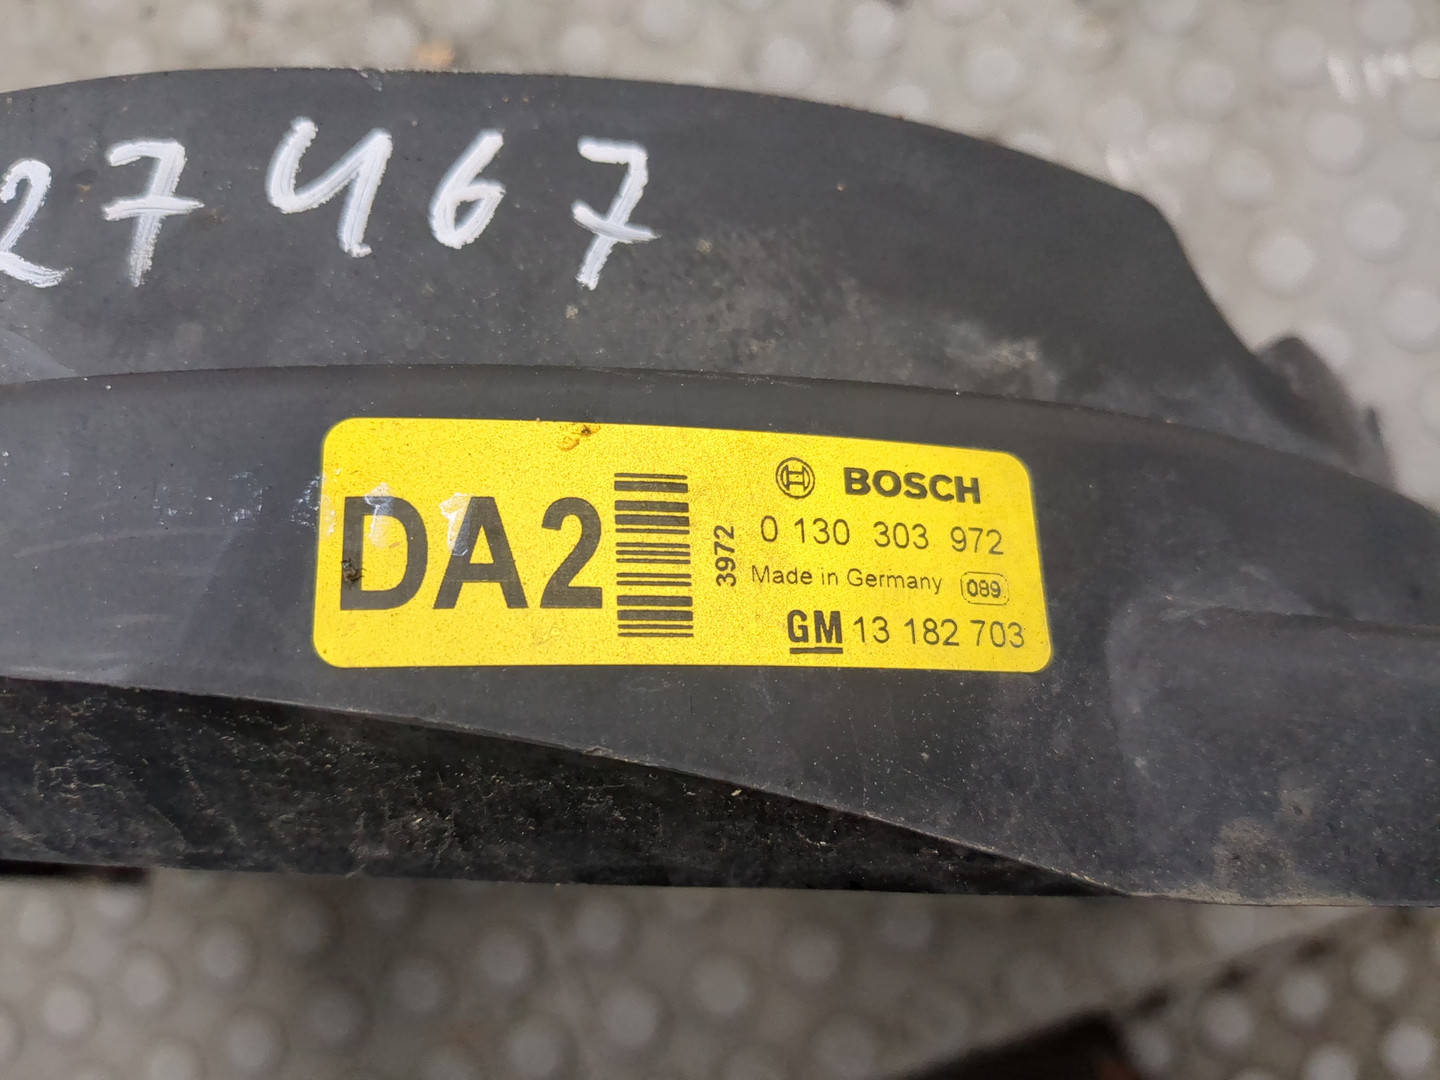 27467
DA2
3972
BOSCH
0 130 303 972
Made in Germany 089
GM 13 182 703